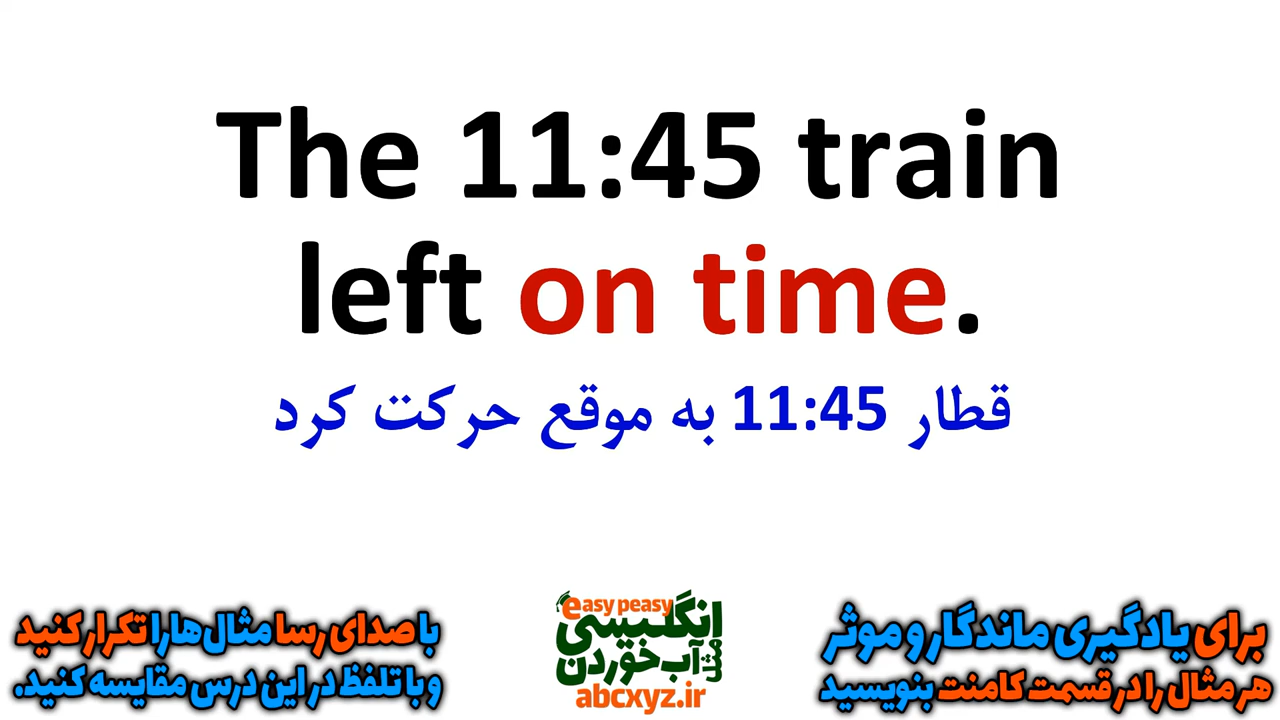 The 11:45 train
left on time.
قطار 11:45 به موقع حرکت کرد
با صدای رسا مثال‌ها را تکرار کنید
و با تلفظ در این درس مقایسه کنید.
easy peasy
انگلیسی
مثل آب خوردن
abcxyz.ir
برای یادگیری ماندگار و موثر
هر مثال را در قسمت کامنت بنویسید